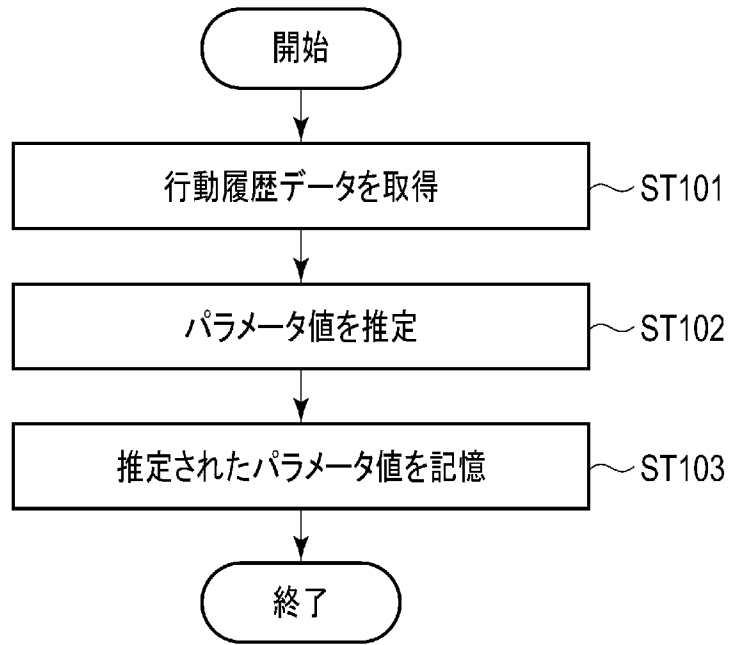 開始
行動履歴データを取得
ST101
パラメータ値を推定
ST102
推定されたパラメータ値を記憶
ST103
終了